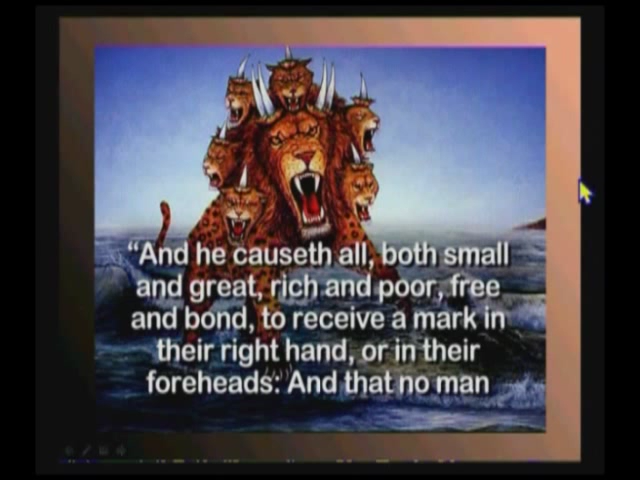 “And he causeth all, both small
and great, rich and poor, free
and bond, to receive a mark in
their right hand, or in their
foreheads: And that no man